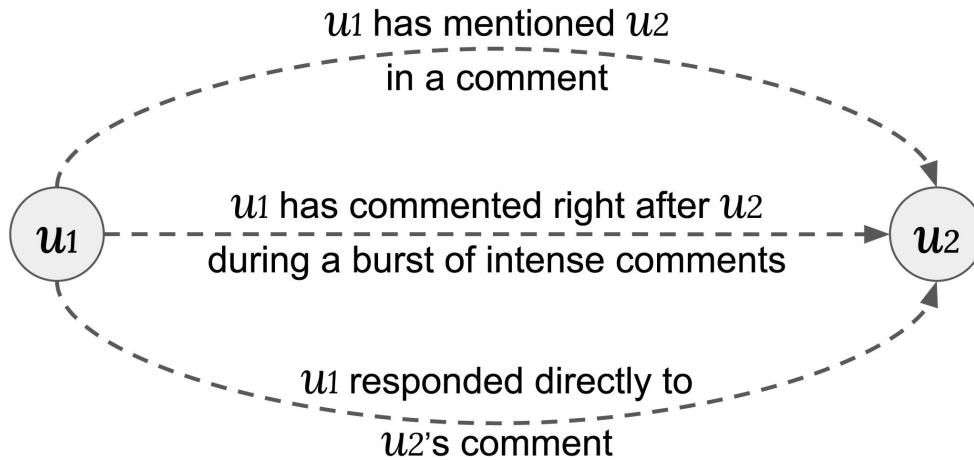 u1 has mentioned u2
in a comment
u1 has commented right after u2
u1
u2
during a burst of intense comments
u1 responded directly to
u2's comment